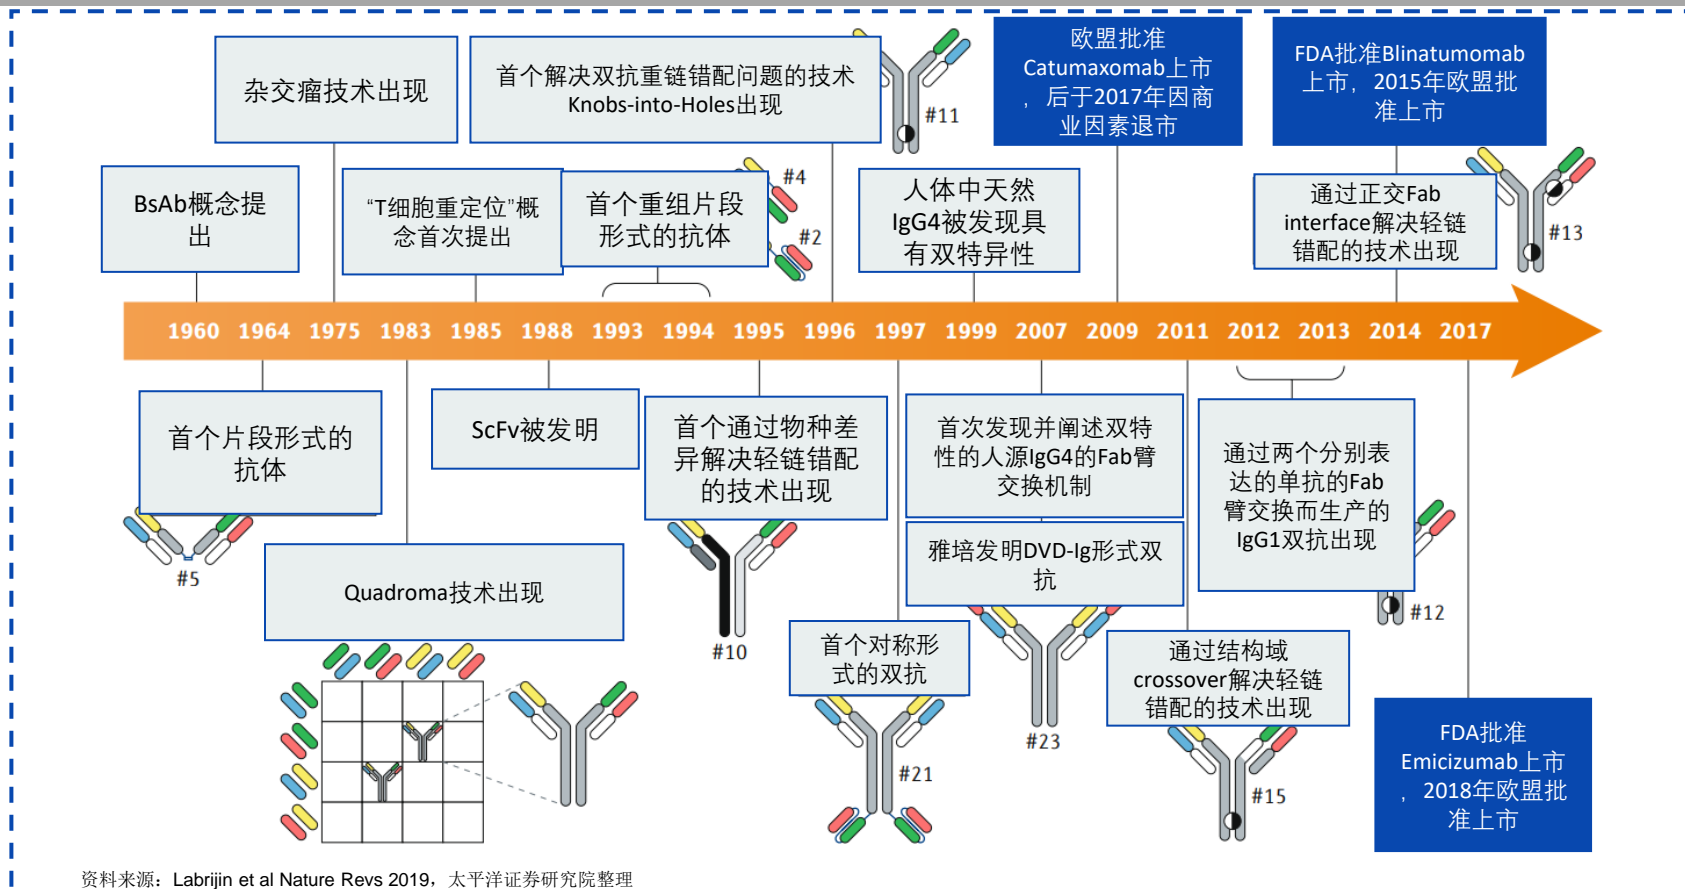 杂交瘤技术出现
首个解决双抗重链错配问题的技术
Knobs-into-Holes出现
#11
欧盟批准
Catumaxomab上市
，后于2017年因商
业因素退市
FDA批准Blinatumomab
上市，2015年欧盟批
准上市
BsAb概念提
出
“T细胞重定位”概
念首次提出
首个重组片段
形式的抗体
#4
#2
人体中天然
IgG4被发现具
有双特异性
通过正交Fab
interface解决轻链
错配的技术出现
#13
1960 1964 1975 1983 1985 1988 1993 1994 1995 1996 1997 1999 2007 2009 2011 2012 2013 2014 2017
首个片段形式的
抗体
#5
Quadroma技术出现
ScFv被发明
首个通过物种差
异解决轻链错配
的技术出现
#10
首个对称形
式的双抗
#21
首次发现并阐述双特
性的人源IgG4的Fab臂
交换机制
雅培发明DVD-Ig形式双
抗
#23
通过结构域
crossover解决轻链
错配的技术出现
#15
通过两个分别表
达的单抗的Fab
臂交换而生产的
IgG1双抗出现
#12
FDA批准
Emicizumab上市
，2018年欧盟批
准上市
资料来源：Labrijin et al Nature Revs 2019，太平洋证券研究院整理